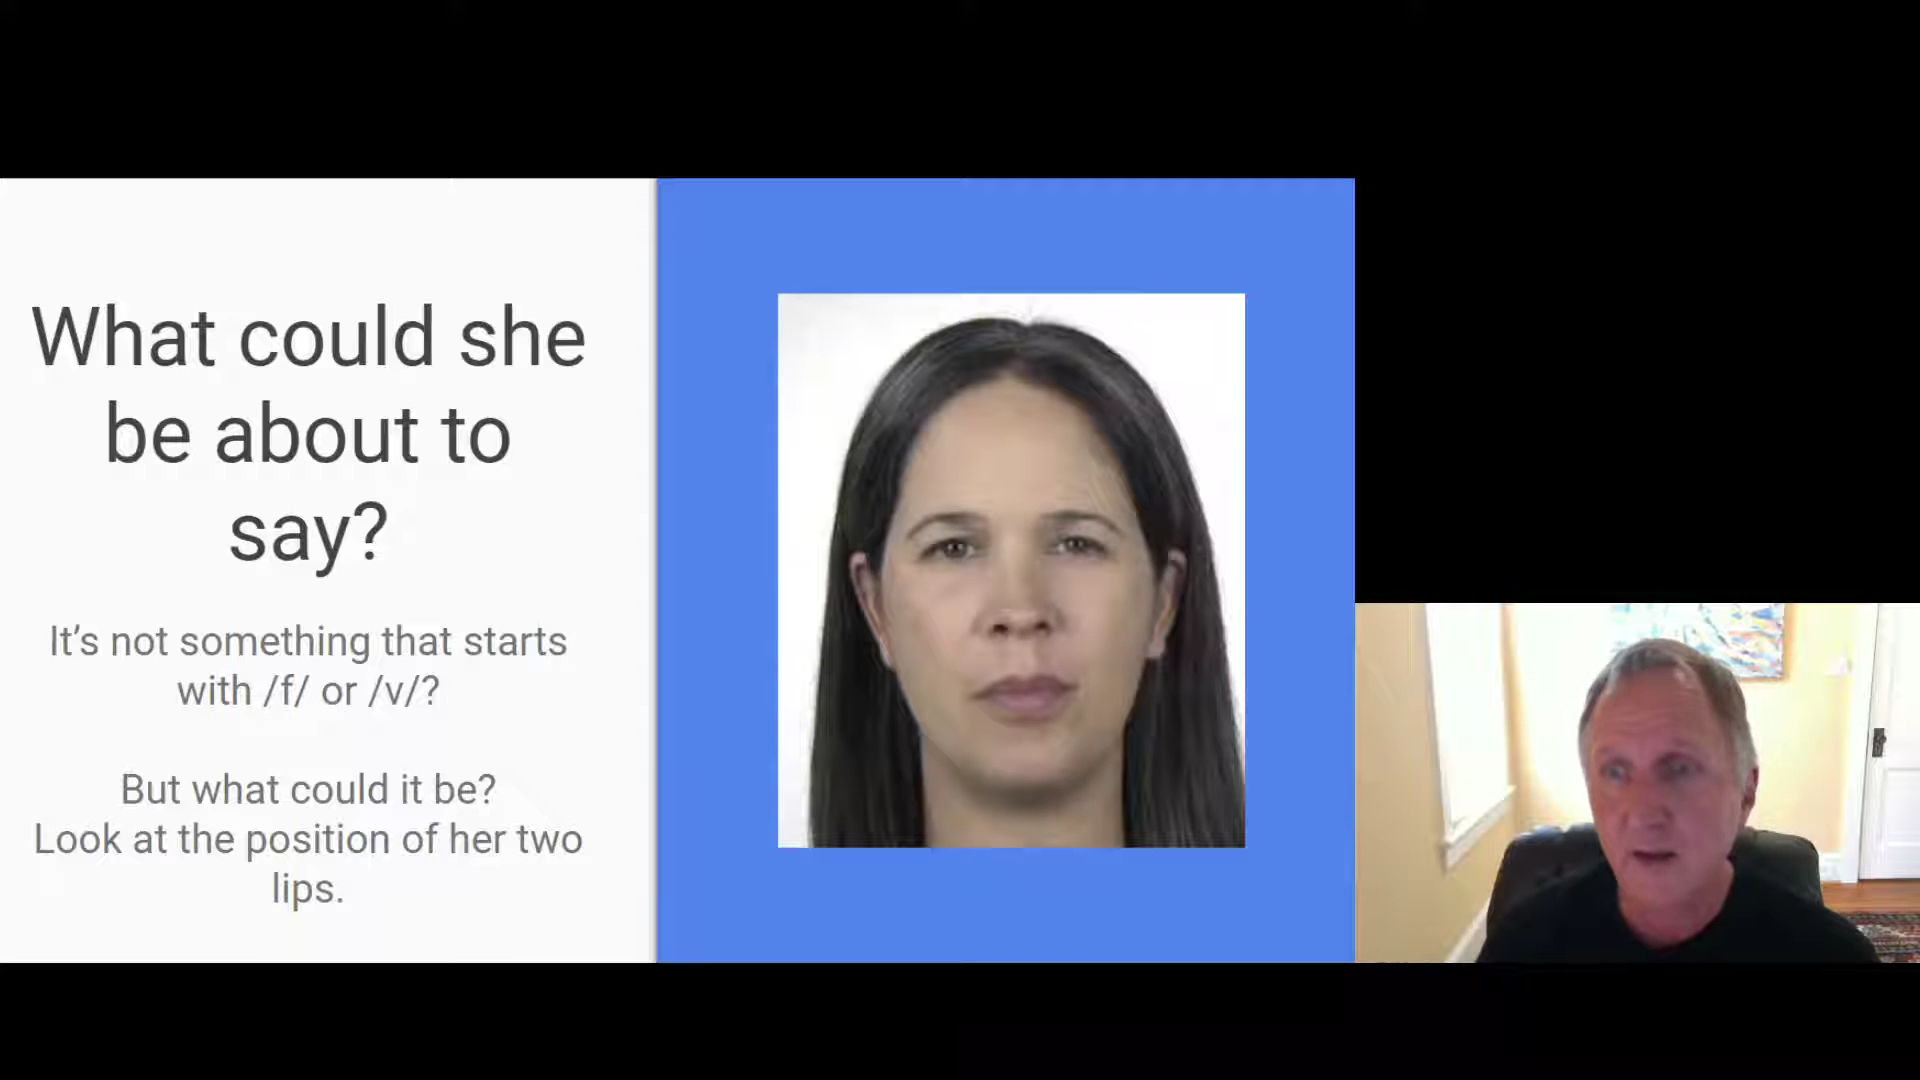 What could she
be about to
say?
It’s not something that starts
with /f/ or /v/?
But what could it be?
Look at the position of her two
lips.